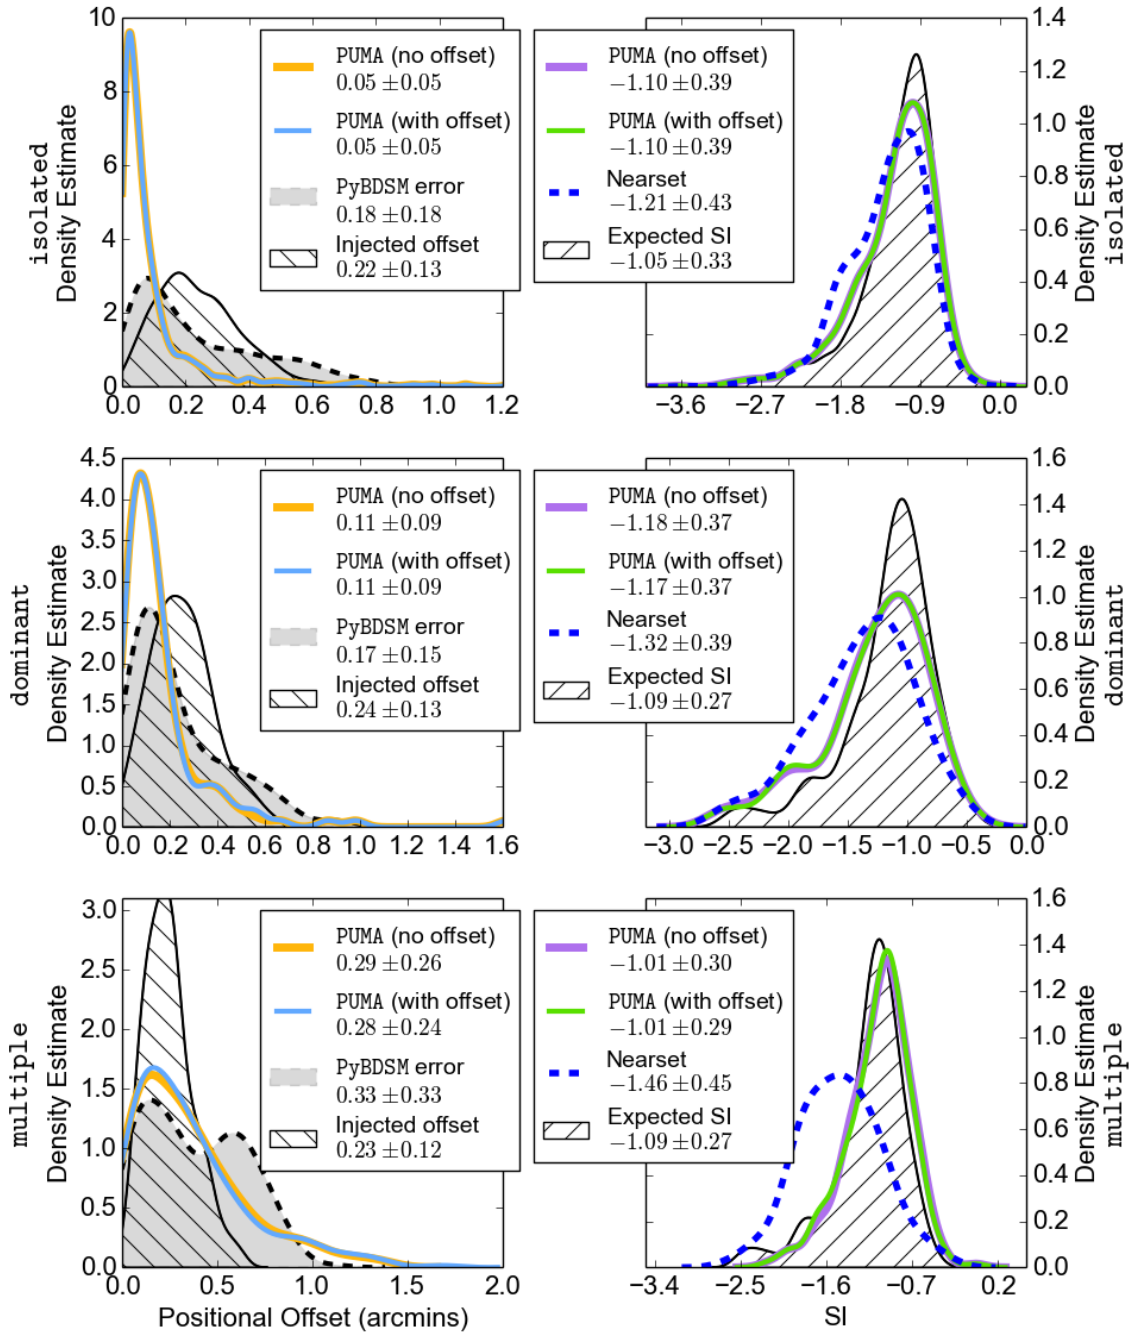 10
8
6
4
2
0
0.0 0.2 0.4 0.6 0.8 1.0 1.2
isolated
Density Estimate
PUMA (no offset)
0.05 ± 0.05
PUMA (with offset)
0.05 ± 0.05
PyBDSM error
0.18 ± 0.18
Injected offset
0.22 ± 0.13
PUMA (no offset)
−1.10 ± 0.39
PUMA (with offset)
−1.10 ± 0.39
Nearset
−1.21 ± 0.43
Expected SI
−1.05 ± 0.33
1.4
1.2
1.0
0.8
0.6
0.4
0.2
0.0
−3.6 −2.7 −1.8 −0.9 0.0
Density Estimate
isolated
4.5
4.0
3.5
3.0
2.5
2.0
1.5
1.0
0.5
0.0
0.0 0.2 0.4 0.6 0.8 1.0 1.2 1.4 1.6
dominant
Density Estimate
PUMA (no offset)
0.11 ± 0.09
PUMA (with offset)
0.11 ± 0.09
PyBDSM error
0.17 ± 0.15
Injected offset
0.24 ± 0.13
PUMA (no offset)
−1.18 ± 0.37
PUMA (with offset)
−1.17 ± 0.37
Nearset
−1.32 ± 0.39
Expected SI
−1.09 ± 0.27
1.6
1.4
1.2
1.0
0.8
0.6
0.4
0.2
0.0
−3.0 −2.5 −2.0 −1.5 −1.0 −0.5 0.0
Density Estimate
dominant
3.0
2.5
2.0
1.5
1.0
0.5
0.0
0.0 0.5 1.0 1.5 2.0
Positional Offset (arcmins)
multiple
Density Estimate
PUMA (no offset)
0.29 ± 0.26
PUMA (with offset)
0.28 ± 0.24
PyBDSM error
0.33 ± 0.33
Injected offset
0.23 ± 0.12
PUMA (no offset)
−1.01 ± 0.30
PUMA (with offset)
−1.01 ± 0.29
Nearset
−1.46 ± 0.45
Expected SI
−1.09 ± 0.27
1.6
1.4
1.2
1.0
0.8
0.6
0.4
0.2
0.0
−3.4 −2.5 −1.6 −0.7 0.2
SI
Density Estimate
multiple